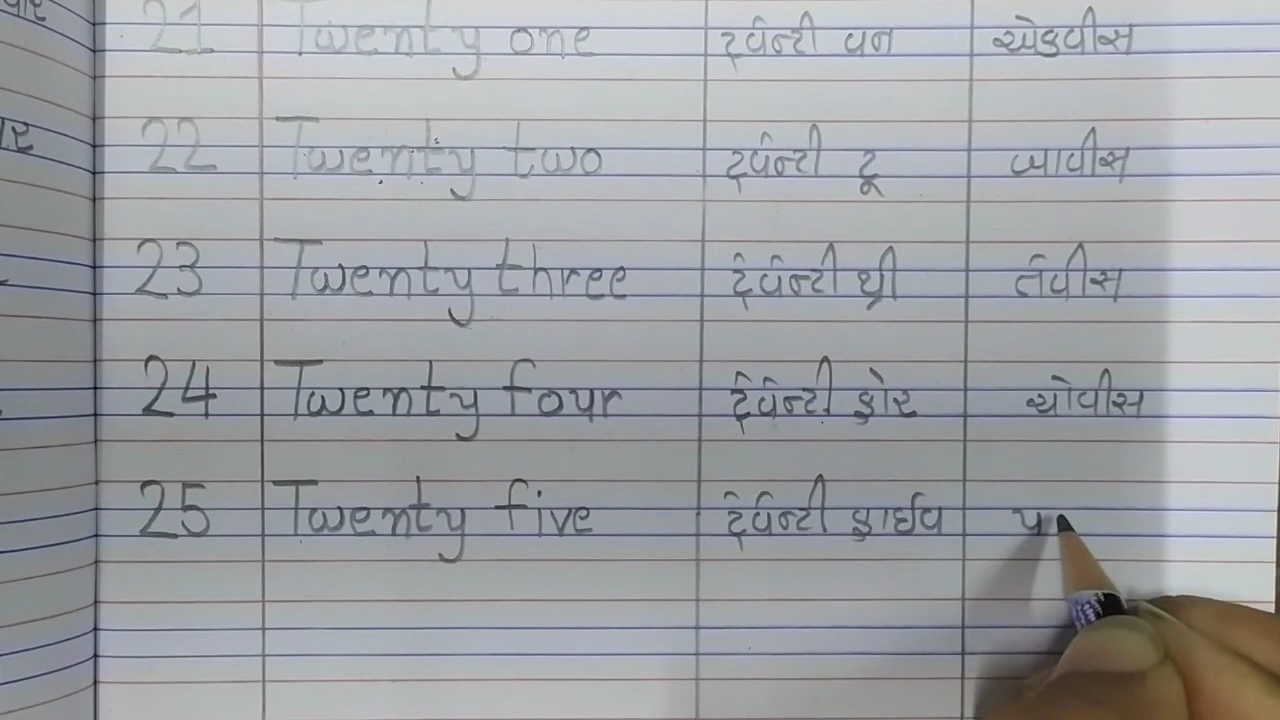 21 Twenty one ટ્વેન્ટી વન એકવીસ
22 Twenty two ટ્વેન્ટી ટૂ બાવીસ
23 Twenty three ટ્વેન્ટી થ્રી તેવીસ
24 Twenty four ટ્વેન્ટી ફોર ચોવીસ
25 Twenty five ટ્વેન્ટી ફાઈવ પ